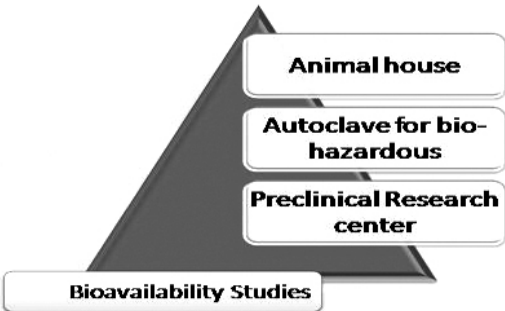 Animal house
Autoclave for bio-
hazardous
Preclinical Research
center
Bioavailability Studies